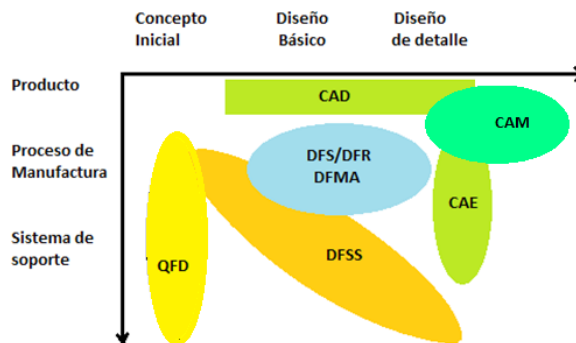 Concepto
Inicial
Diseño
Básico
Diseño
de detalle
Producto
CAD
CAM
Proceso de
Manufactura
DFS/DFR
DFMA
CAE
Sistema de
soporte
QFD
DFSS